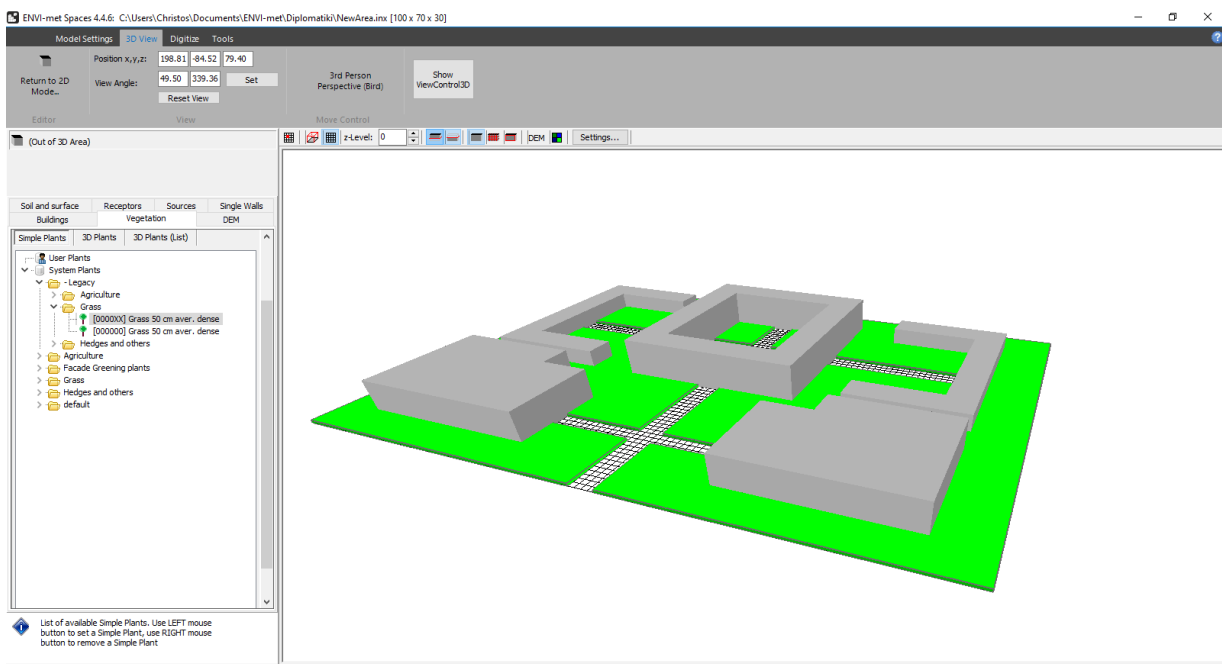 ENVI-met Spaces 4.4.6: C:\Users\Christos\Documents\ENVI-met\Diplomatiki\NewArea.inx [100 x 70 x 30]
Model Settings 3D View Digitize Tools
Return to 2D Mode...
Position x,y,z: 198.81 -84.52 79.40
View Angle: 49.50 339.36 Set
Reset View
3rd Person
Perspective (Bird)
Show
ViewControl3D
Editor View Move Control
(Out of 3D Area)
z-Level: 0 DEM Settings...
Soil and surface Receptors Sources Single Walls
Buildings Vegetation DEM
Simple Plants 3D Plants 3D Plants (List)
User Plants
System Plants
- Legacy
Agriculture
Grass
[0000XX] Grass 50 cm aver. dense
[000000] Grass 50 cm aver. dense
Hedges and others
Agriculture
Facade Greening plants
Grass
Hedges and others
default
List of available Simple Plants. Use LEFT mouse
button to set a Simple Plant, use RIGHT mouse
button to remove a Simple Plant